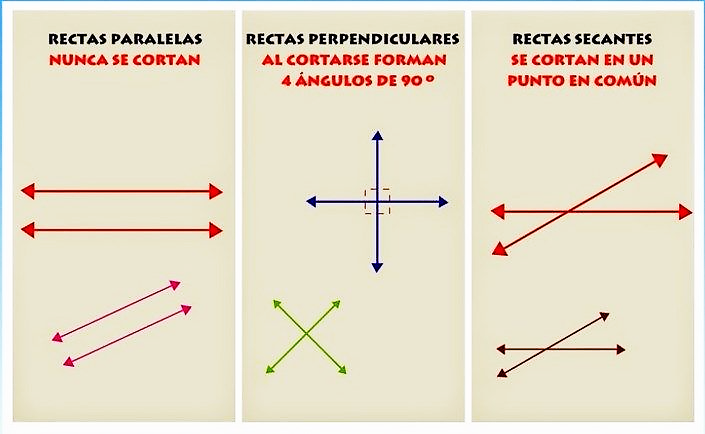 RECTAS PARALELAS
NUNCA SE CORTAN
RECTAS PERPENDICULARES
AL CORTARSE FORMAN
4 ÁNGULOS DE 90º
RECTAS SECANTES
SE CORTAN EN UN
PUNTO EN COMÚN